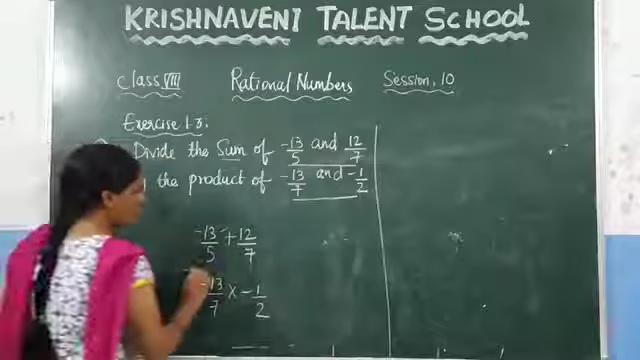 KRISHNAVENI TALENT SCHOOL
Class VIII Rational Numbers Session, 10
Exercise 1.3:
Divide the Sum of -13/5 and 12/7
the product of -13/7 and -1/2
-13/5 + 12/7
-13/7 × -1/2